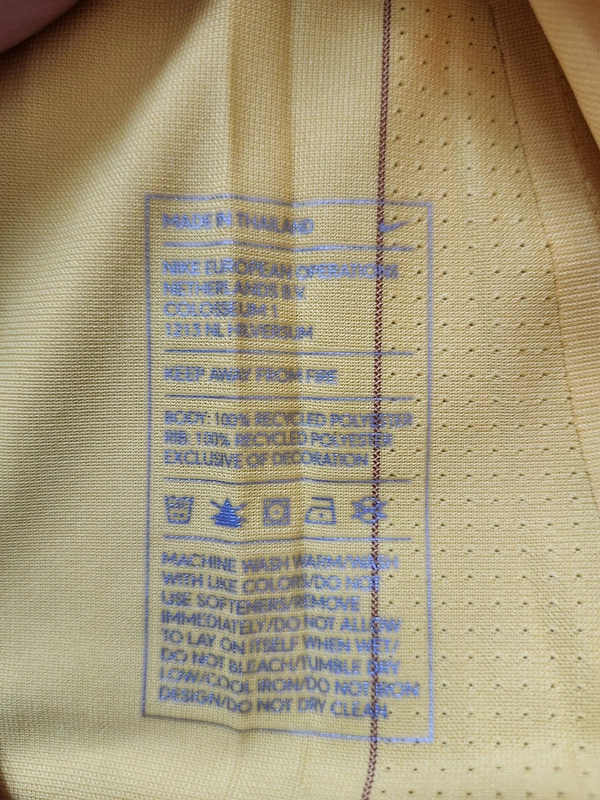 MADE IN THAILAND
NIKE EUROPEAN OPERATIONS
NETHERLANDS B.V.
COLOSSEUM 1
1213 NL HILVERSUM
KEEP AWAY FROM FIRE
BODY: 100% RECYCLED POLYESTER
RIB: 100% RECYCLED POLYESTER
EXCLUSIVE OF DECORATION
MACHINE WASH WARM/WASH
WITH LIKE COLORS/DO NOT
USE SOFTENERS/REMOVE
IMMEDIATELY/DO NOT ALLOW
TO LAY ON ITSELF WHEN WET/
DO NOT BLEACH/TUMBLE DRY
LOW/COOL IRON/DO NOT IRON
DESIGN/DO NOT DRY CLEAN